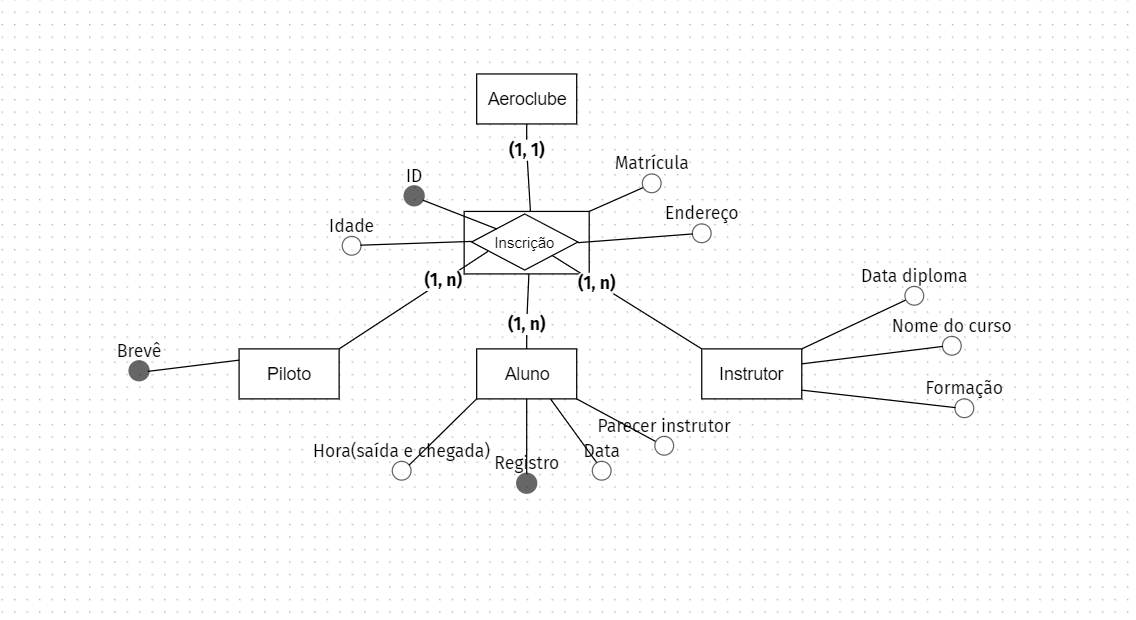 Aeroclube
(1, 1)
Matrícula
ID
Endereço
Idade
Inscrição
(1, n)
(1, n)
Data diploma
(1, n)
Nome do curso
Brevê
Piloto
Aluno
Instrutor
Formação
Parecer instrutor
Hora(saída e chegada)
Data
Registro